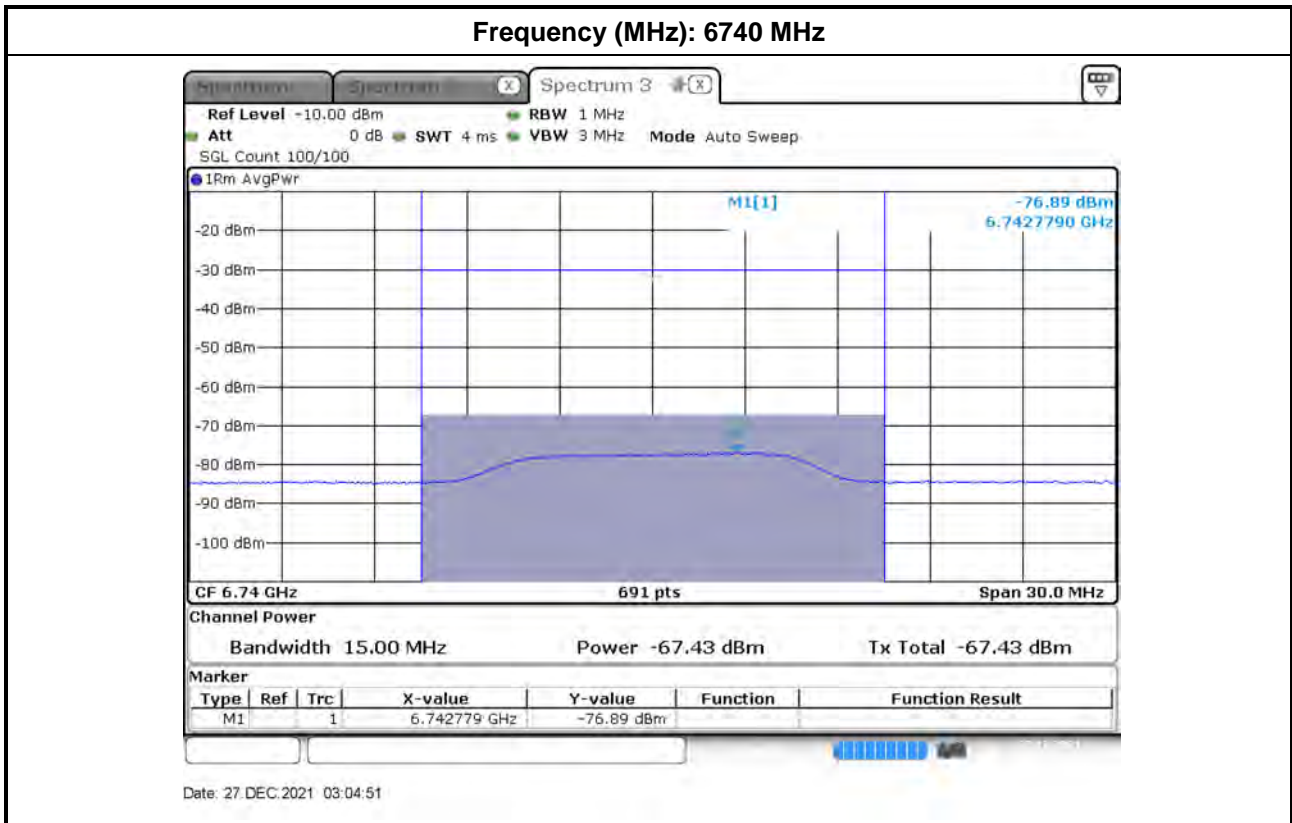 Frequency (MHz): 6740 MHz
Spectrum 3
Ref Level -10.00 dBm RBW 1 MHz
Att 0 dB SWT 4 ms VBW 3 MHz Mode Auto Sweep
SGL Count 100/100
1Rm AvgPwr
M1[1] -76.89 dBm
6.7427790 GHz
-20 dBm
-30 dBm
-40 dBm
-50 dBm
-60 dBm
-70 dBm
-80 dBm
-90 dBm
-100 dBm
CF 6.74 GHz 691 pts Span 30.0 MHz
Channel Power
Bandwidth 15.00 MHz Power -67.43 dBm Tx Total -67.43 dBm
Marker
Type Ref Trc X-value Y-value Function Function Result
M1 1 6.742779 GHz -76.89 dBm
Date: 27.DEC.2021 03:04:51